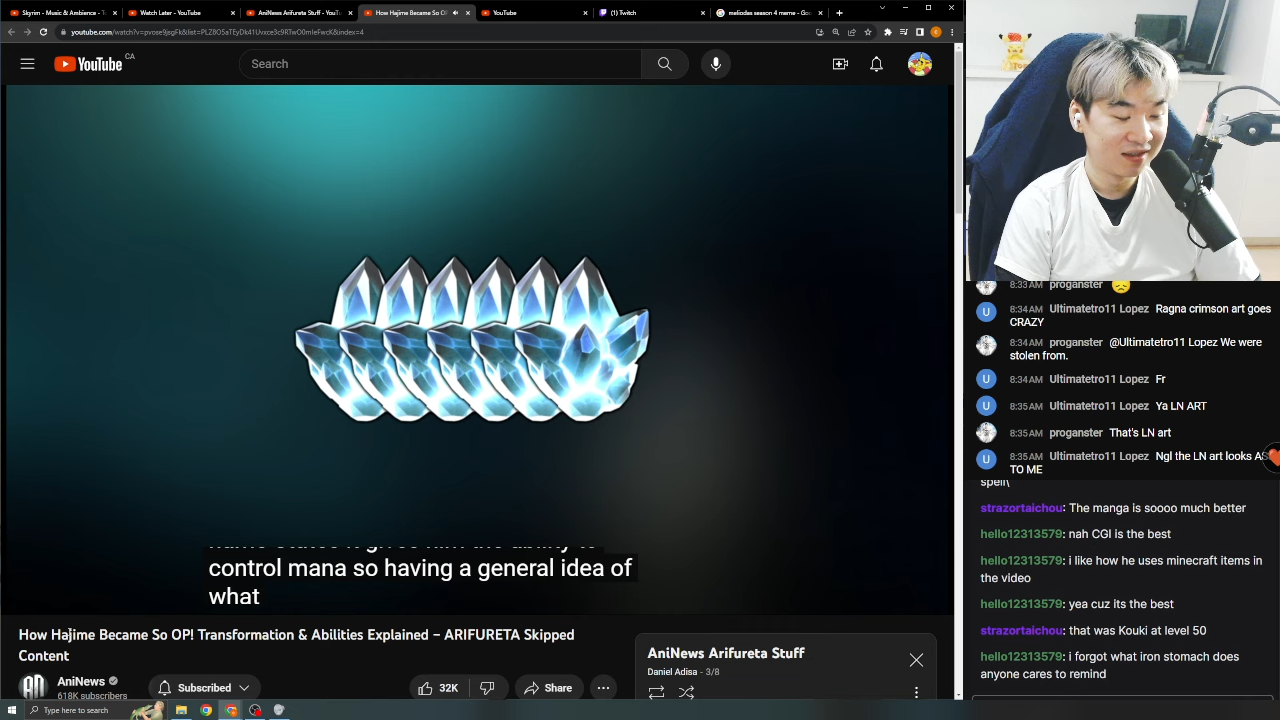 Skyrim - Music & Ambience - 
Watch Later - YouTube
AniNews Arifureta Stuff - YouT
How Hajime Became So OP
YouTube
Twitch
meliodas season 4 meme - Go
youtube.com/watch?v=pvose9jsgFk&list=PLZ8O5aTEyDk41Uvxce3c9RTwO0mIeFwcK&index=4
YouTube CA
Search
control mana so having a general idea of
what
How Hajime Became So OP! Transformation & Abilities Explained – ARIFURETA Skipped
Content
AniNews
618K subscribers
Subscribed
32K
Share
AniNews Arifureta Stuff
Daniel Adisa - 3/8
Type here to search
8:33 AM proganster
8:34 AM Ultimatetro11 Lopez Ragna crimson art goes
CRAZY
8:34 AM proganster @Ultimatetro11 Lopez We were
stolen from.
8:34 AM Ultimatetro11 Lopez Fr
8:35 AM Ultimatetro11 Lopez Ya LN ART
8:35 AM proganster That's LN art
8:35 AM Ultimatetro11 Lopez Ngl the LN art looks AS
TO ME
spell\
strazortaichou: The manga is soooo much better
hello12313579: nah CGI is the best
hello12313579: i like how he uses minecraft items in
the video
hello12313579: yea cuz its the best
strazortaichou: that was Kouki at level 50
hello12313579: i forgot what iron stomach does
anyone cares to remind